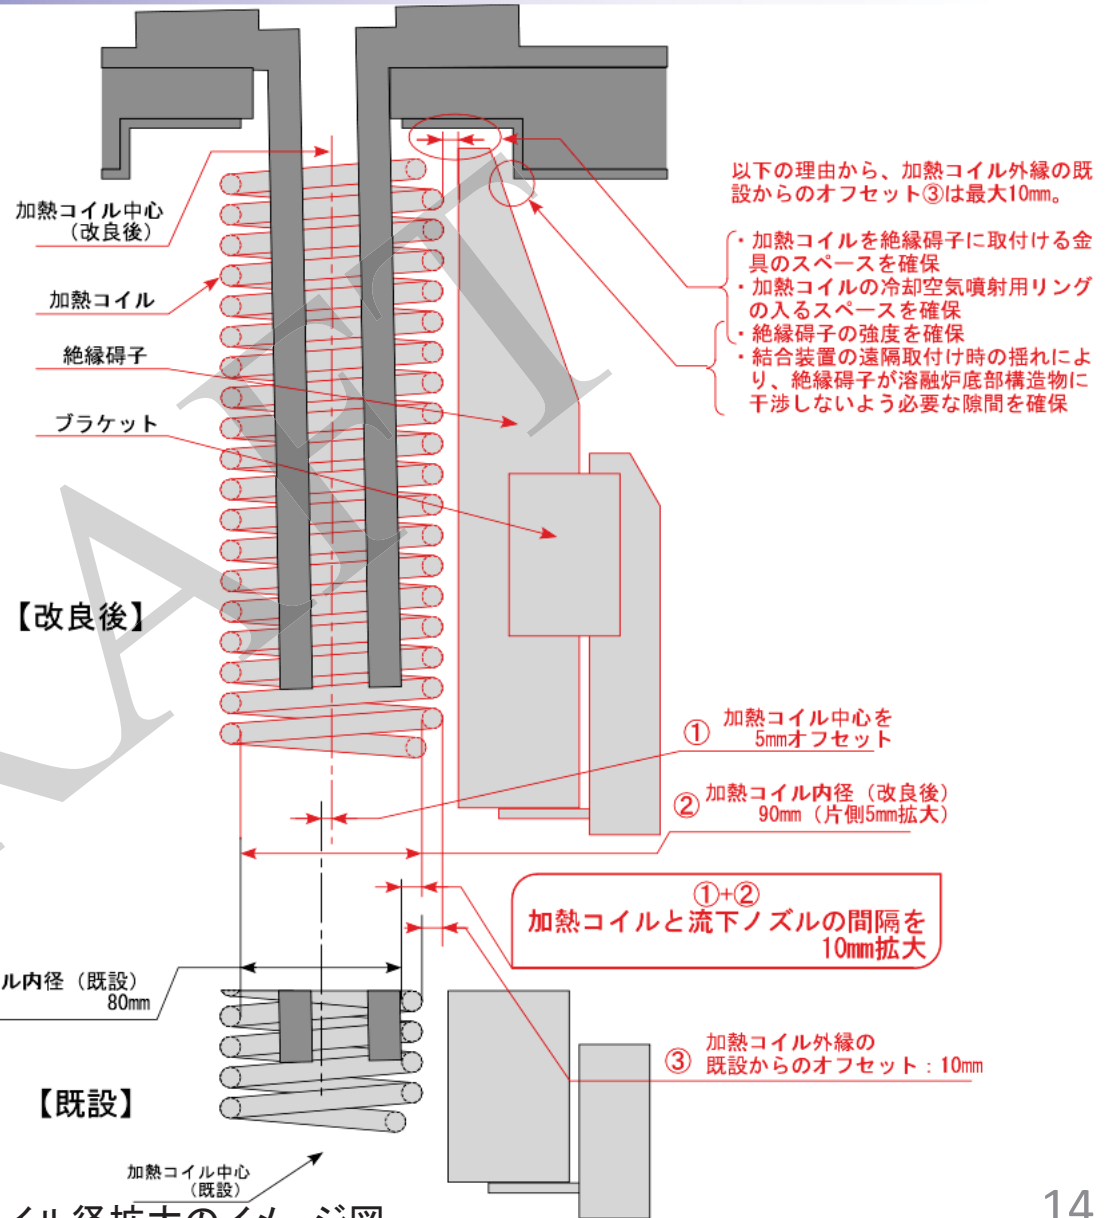 以下の理由から、加熱コイル外縁の既
設からのオフセット③は最大10mm。
・加熱コイルを絶縁碍子に取付ける金
具のスペースを確保
・加熱コイルの冷却空気噴射用リング
の入るスペースを確保
・絶縁碍子の強度を確保
・結合装置の遠隔取付け時の揺れによ
り、絶縁碍子が溶融炉底部構造物に
干渉しないよう必要な隙間を確保
加熱コイル中心
(改良後)
加熱コイル
絶縁碍子
ブラケット
【改良後】
① 加熱コイル中心を
5mmオフセット
② 加熱コイル内径(改良後)
90mm(片側5mm拡大)
①+②
加熱コイルと流下ノズルの間隔を
10mm拡大
ル内径(既設)
80mm
③ 加熱コイル外縁の
既設からのオフセット:10mm
【既設】
加熱コイル中心
(既設)
イル径拡大のイメージ図
14
RAFT